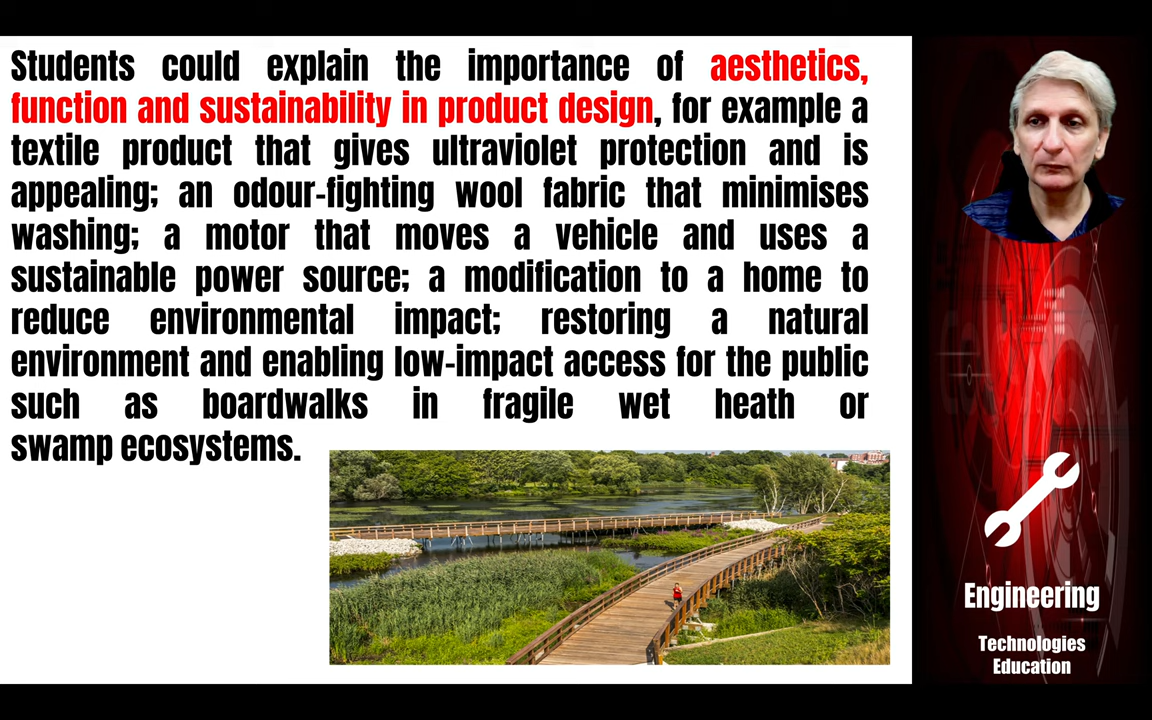 Students could explain the importance of aesthetics,
function and sustainability in product design, for example a
textile product that gives ultraviolet protection and is
appealing; an odour-fighting wool fabric that minimises
washing; a motor that moves a vehicle and uses a
sustainable power source; a modification to a home to
reduce environmental impact; restoring a natural
environment and enabling low-impact access for the public
such as boardwalks in fragile wet heath or
swamp ecosystems.
Engineering
Technologies
Education